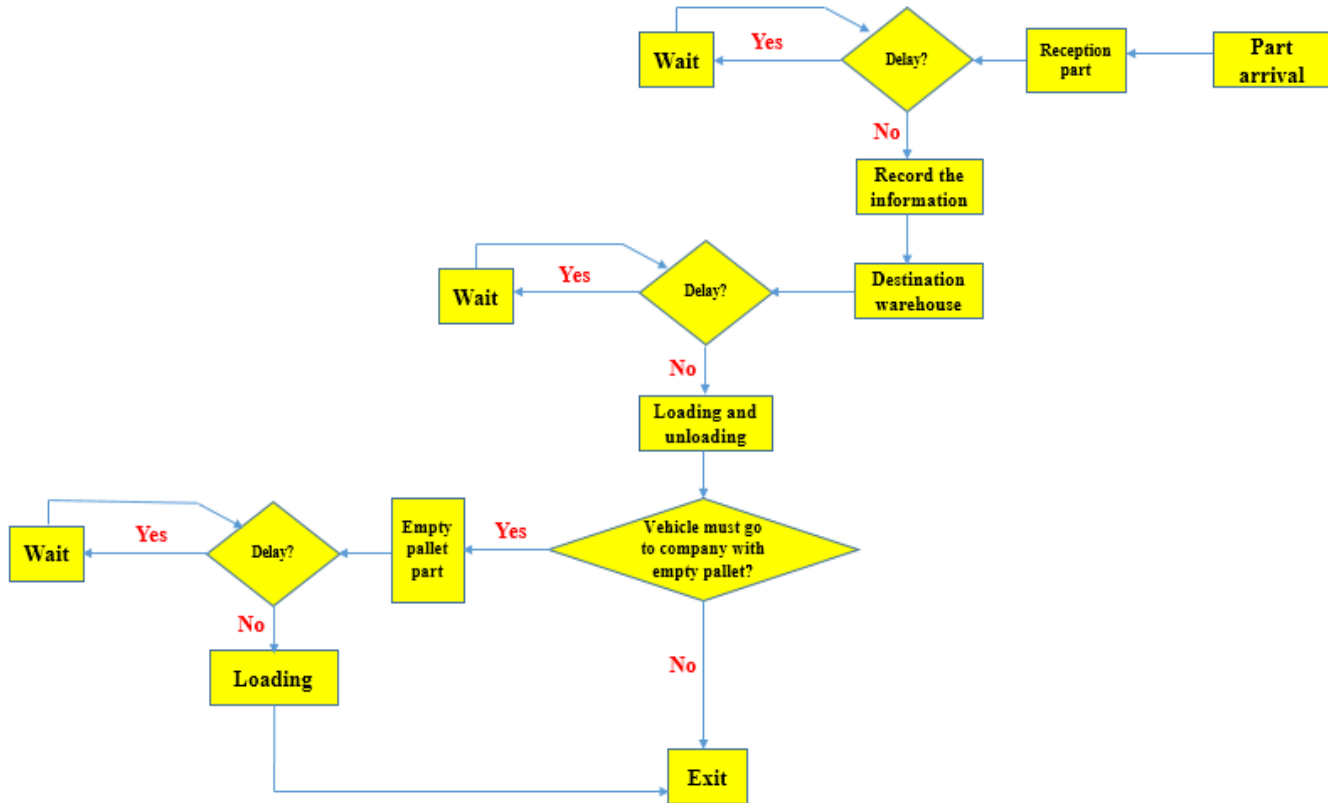 Part
arrival
Reception
part
Delay?
Yes
Wait
No
Record the
information
Destination
warehouse
Delay?
Yes
Wait
No
Loading and
unloading
Vehicle must go
to company with
empty pallet?
Yes
Empty
pallet
part
Delay?
Yes
Wait
No
Loading
No
Exit